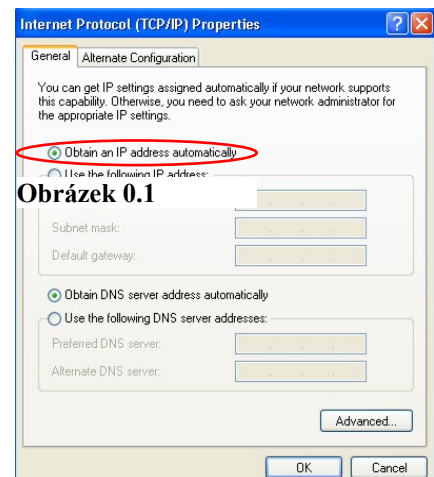 Internet Protocol (TCP/IP) Properties
General Alternate Configuration
You can get IP settings assigned automatically if your network supports
this capability. Otherwise, you need to ask your network administrator for
the appropriate IP settings.
Obtain an IP address automatically
Use the following IP address:
Obrázek 0.1
Subnet mask:
Default gateway:
Obtain DNS server address automatically
Use the following DNS server addresses:
Preferred DNS server:
Alternate DNS server:
Advanced...
OK Cancel